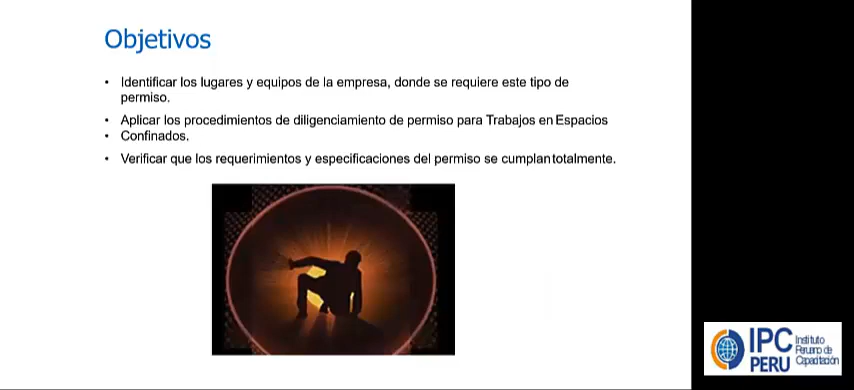 Objetivos
• Identificar los lugares y equipos de la empresa, donde se requiere este tipo de
permiso.
• Aplicar los procedimientos de diligenciamiento de permiso para Trabajos en Espacios
• Confinados.
• Verificar que los requerimientos y especificaciones del permiso se cumplan totalmente.
IPC
PERU
Instituto
Peruano de
Capacitación